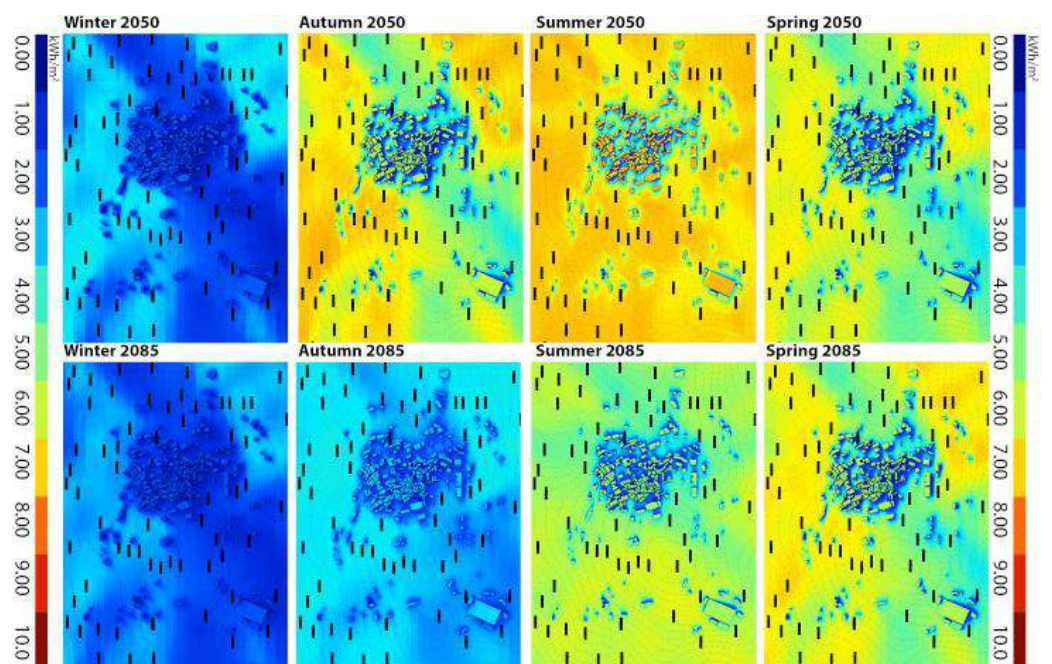 Winter 2050
Autumn 2050
Summer 2050
Spring 2050
kWh/m²
0.00
1.00
2.00
3.00
4.00
5.00
6.00
7.00
8.00
9.00
10.0
kWh/m²
0.00
1.00
2.00
3.00
4.00
5.00
6.00
7.00
8.00
9.00
10.0
Winter 2085
Autumn 2085
Summer 2085
Spring 2085